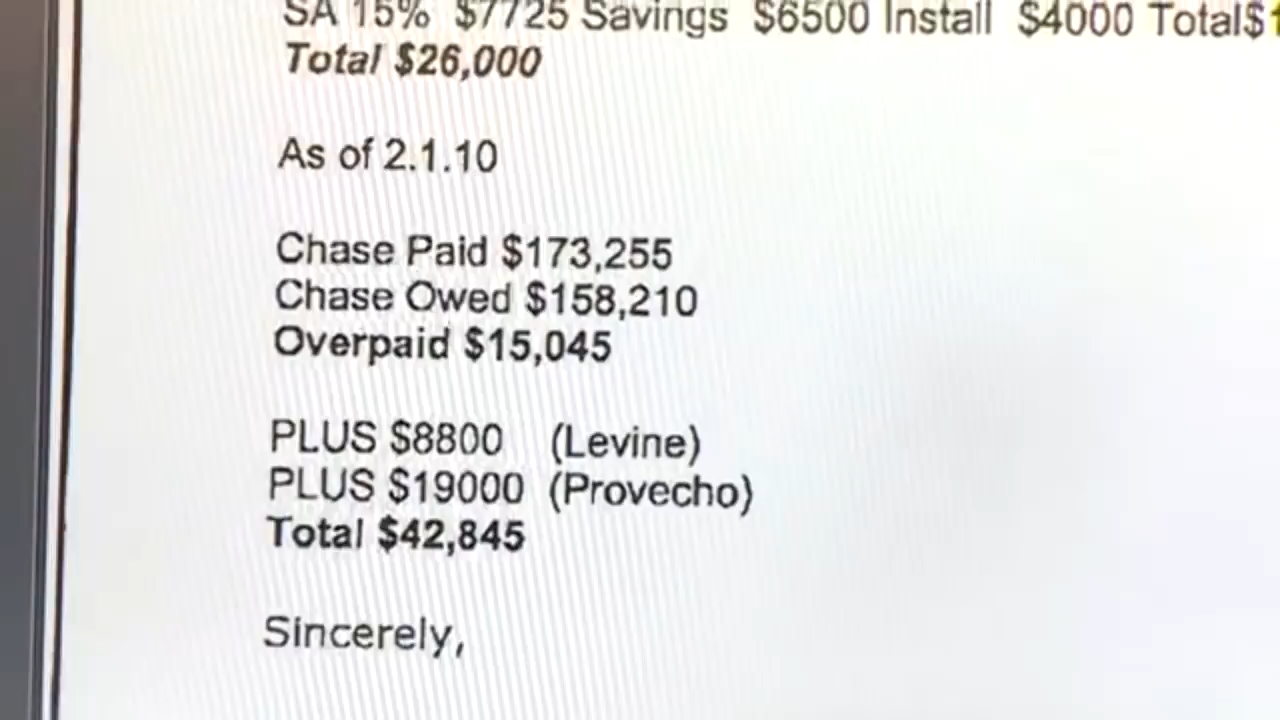 SA 15% $7725 Savings $6500 Install $4000 Total$
Total $26,000
As of 2.1.10
Chase Paid $173,255
Chase Owed $158,210
Overpaid $15,045
PLUS $8800 (Levine)
PLUS $19000 (Provecho)
Total $42,845
Sincerely,